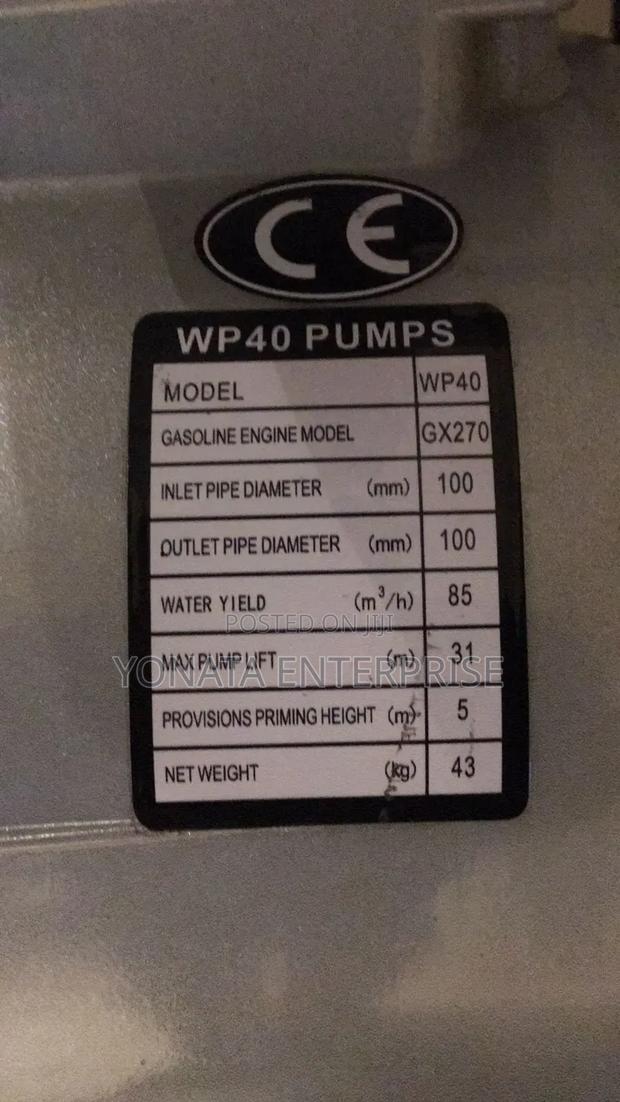 CE
WP40 PUMPS
MODEL WP40
GASOLINE ENGINE MODEL GX270
INLET PIPE DIAMETER (mm) 100
OUTLET PIPE DIAMETER (mm) 100
WATER YIELD (m³/h) 85
POSTED ON JIJI
MAX PUMP LIFT (m) 31
YONATA ENTERPRISE
PROVISIONS PRIMING HEIGHT (m) 5
NET WEIGHT (kg) 43